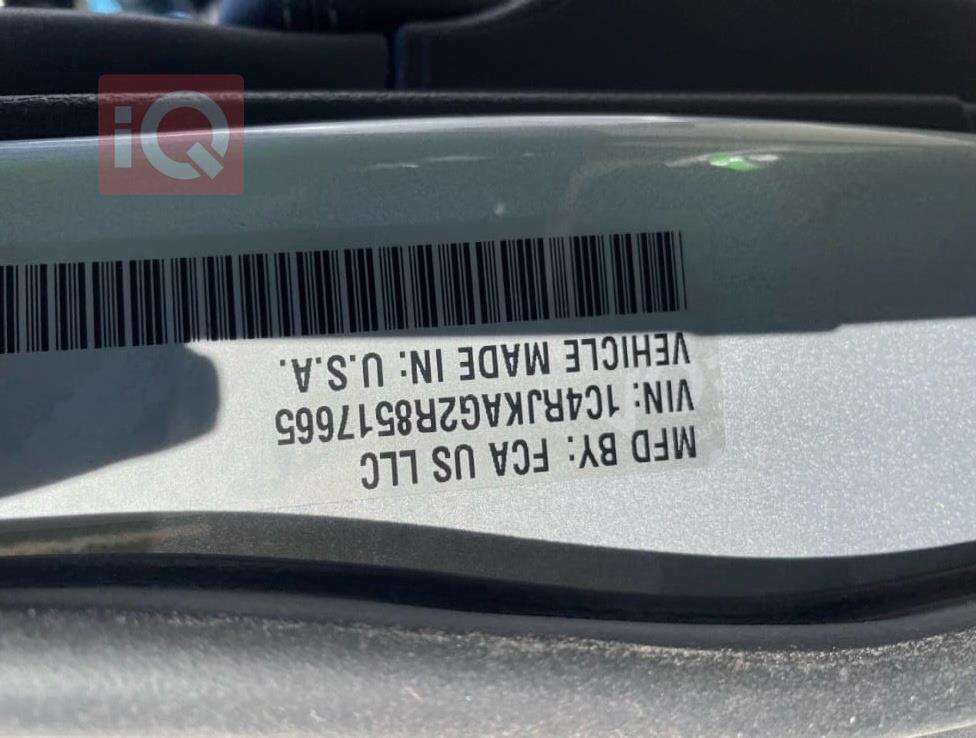 iQ
MFD BY: FCA US LLC
VIN: 1C4RJKAG2R8517665
VEHICLE MADE IN: U.S.A.